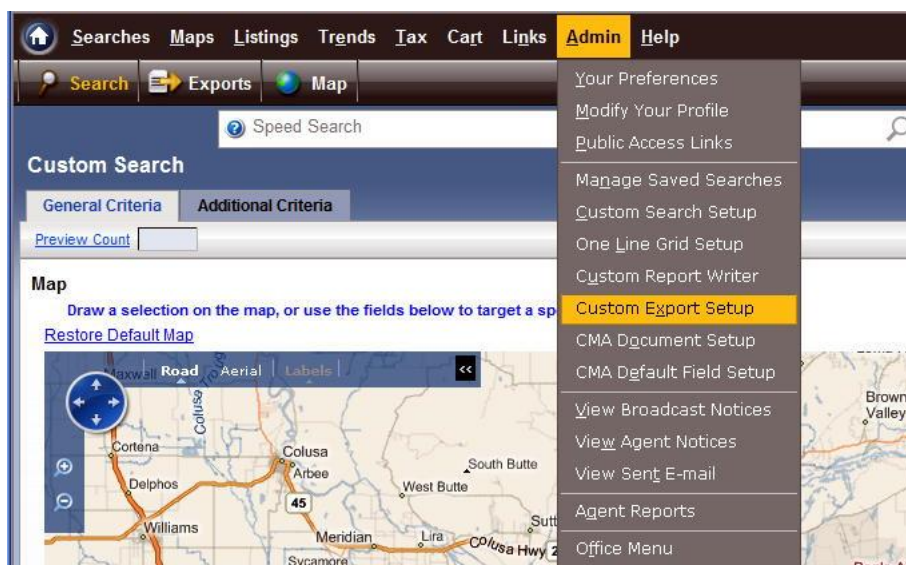 Searches Maps Listings Trends Tax Cart Links Admin Help
Search Exports Map
Speed Search
Custom Search
General Criteria Additional Criteria
Preview Count
Map
Draw a selection on the map, or use the fields below to target a sp
Restore Default Map
Road Aerial Labels <<
Maxwell
Colusa
Cortena
Delphos
Williams
Colusa
Arbee
45
Meridian
Sycamore
West Butte
South Butte
Lira
Colusa Hwy 2
Sutt
Brown
Valley
Your Preferences
Modify Your Profile
Public Access Links
Manage Saved Searches
Custom Search Setup
One Line Grid Setup
Custom Report Writer
Custom Export Setup
CMA Document Setup
CMA Default Field Setup
View Broadcast Notices
View Agent Notices
View Sent E-mail
Agent Reports
Office Menu